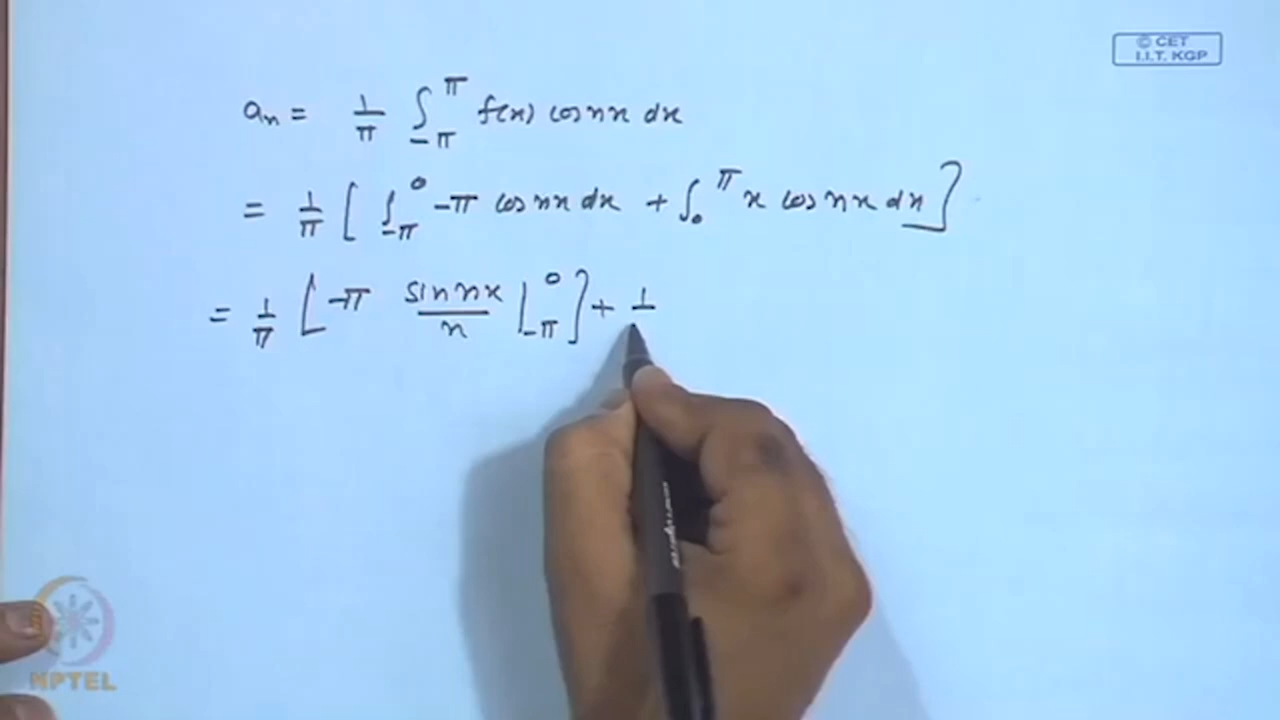 © CET
I.I.T. KGP
aₙ = 1/π ∫_{-π}^{π} f(x) cos nx dx
= 1/π [ ∫_{-π}^{0} -π cos nx dx + ∫_{0}^{π} x cos nx dx ]
= 1/π [ -π sin nx / n |_{-π}^{0} ] + 1
NPTEL